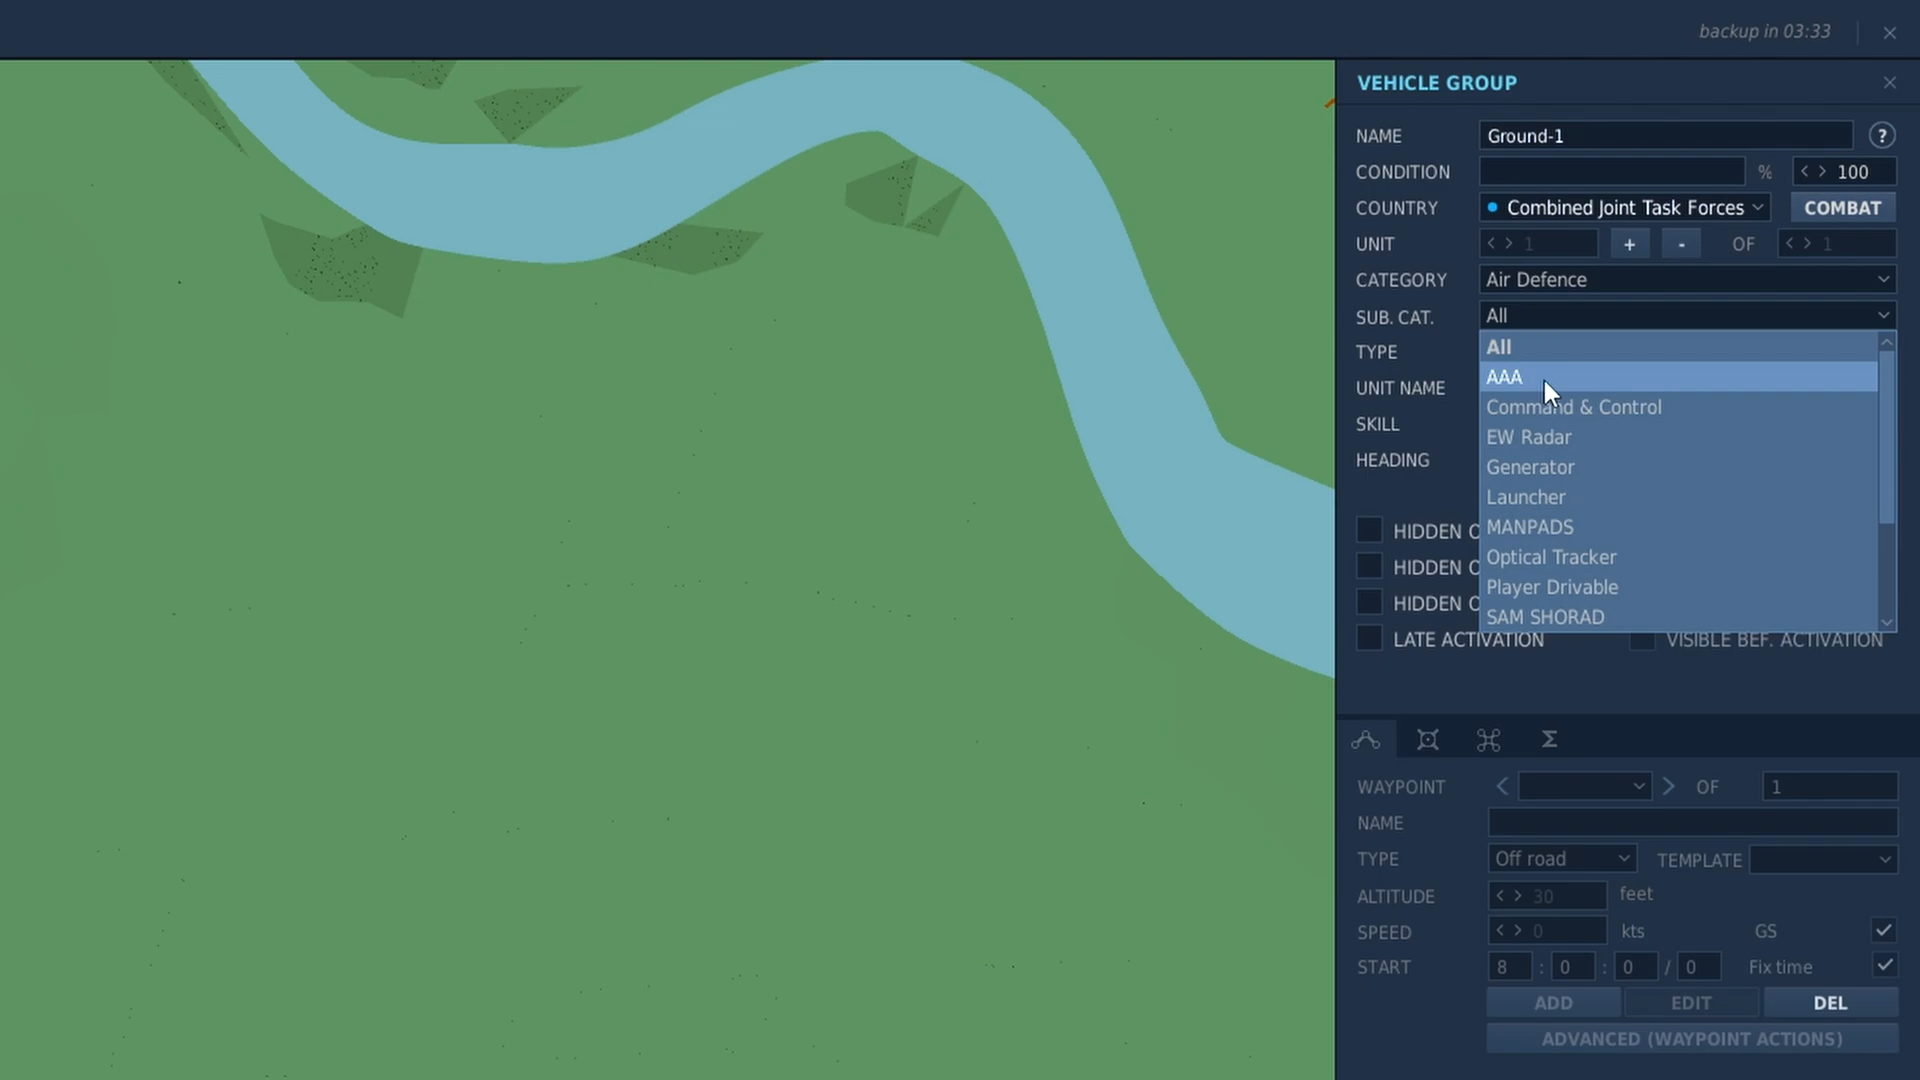 backup in 03:33
VEHICLE GROUP
NAME Ground-1 ?
CONDITION % < > 100
COUNTRY Combined Joint Task Forces COMBAT
UNIT < > 1 + - OF < > 1
CATEGORY Air Defence
SUB. CAT. All
All
TYPE
AAA
UNIT NAME
Command & Control
SKILL
EW Radar
HEADING
Generator
Launcher
MANPADS
HIDDEN O
Optical Tracker
HIDDEN O
Player Drivable
HIDDEN O
SAM SHORAD
LATE ACTIVATION VISIBLE BEF. ACTIVATION
WAYPOINT < > OF 1
NAME
TYPE Off road TEMPLATE
ALTITUDE < > 30 feet
SPEED < > 0 kts GS
START 8 : 0 : 0 / 0 Fix time
ADD EDIT DEL
ADVANCED (WAYPOINT ACTIONS)